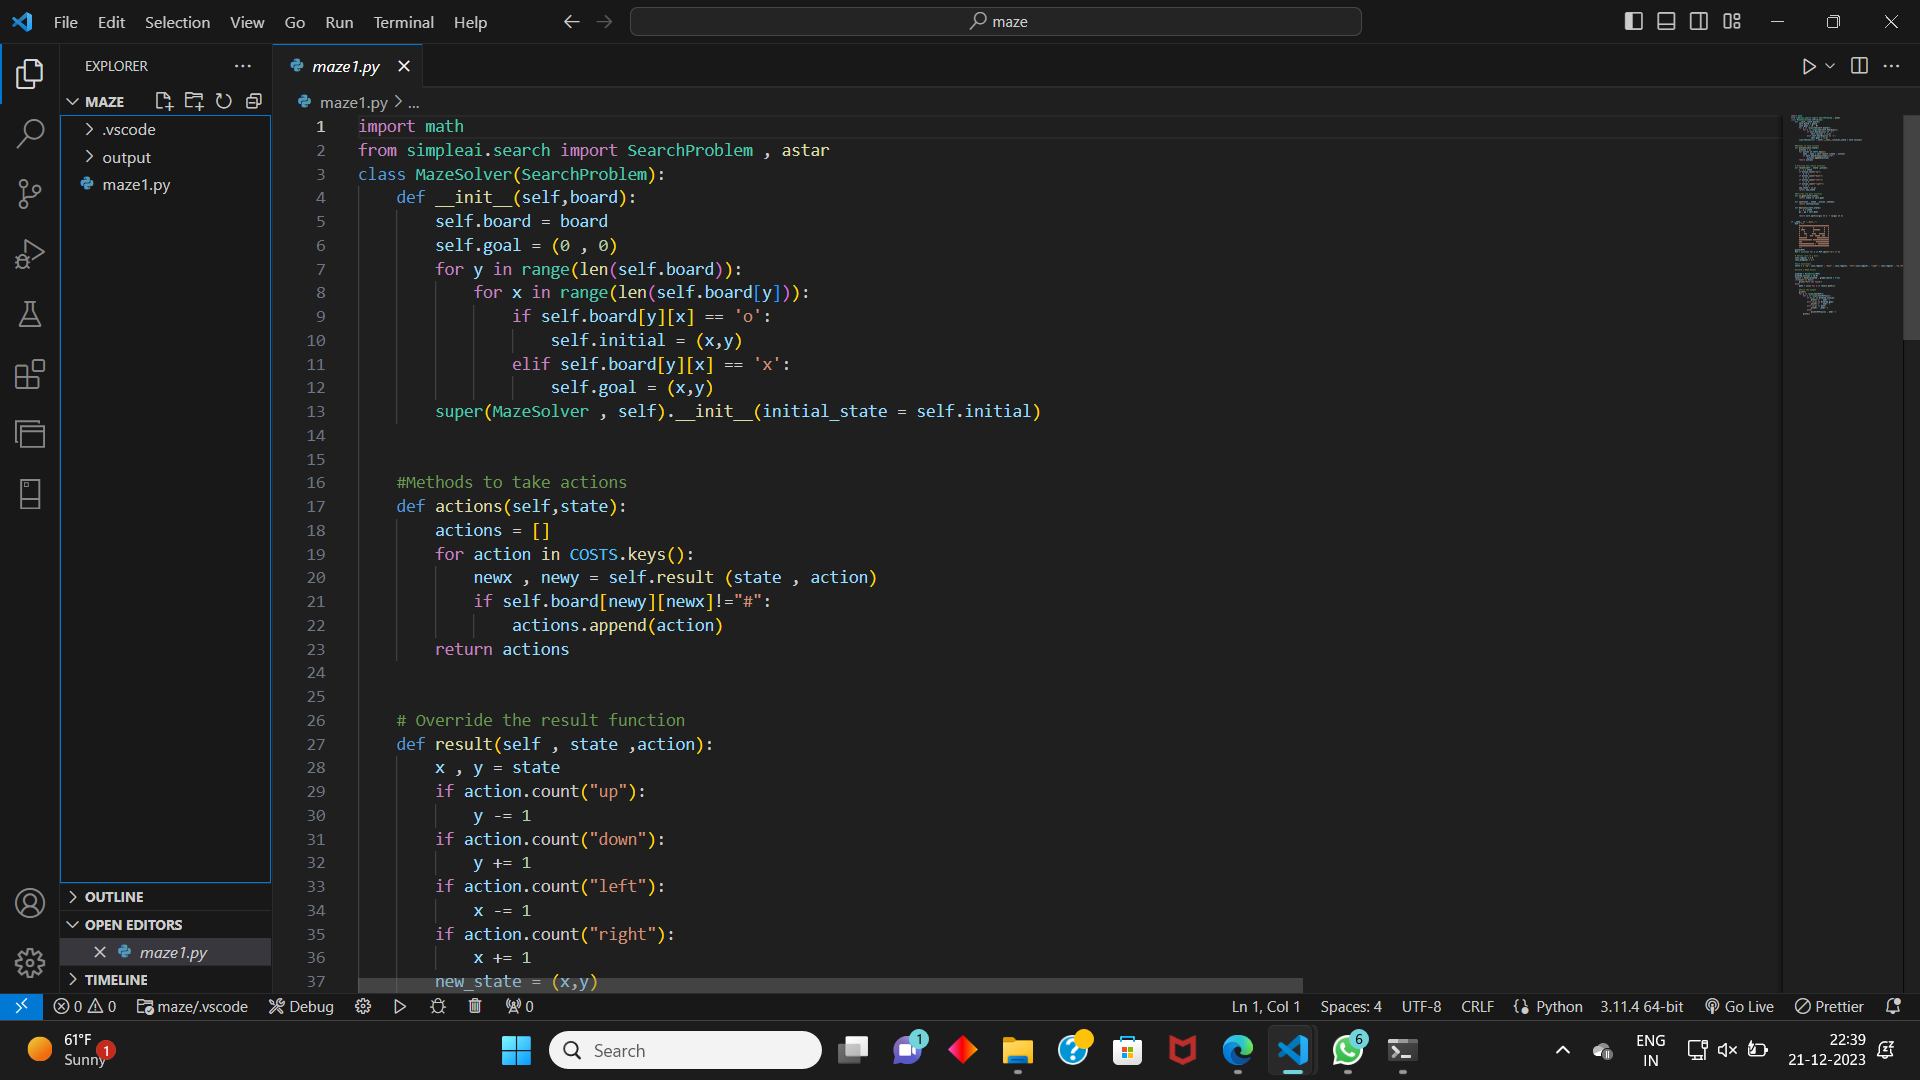 File Edit Selection View Go Run Terminal Help
maze
EXPLORER
maze1.py
MAZE
maze1.py > ...
.vscode
output
maze1.py
1 import math
2 from simpleai.search import SearchProblem , astar
3 class MazeSolver(SearchProblem):
4 def __init__(self,board):
5 self.board = board
6 self.goal = (0 , 0)
7 for y in range(len(self.board)):
8 for x in range(len(self.board[y])):
9 if self.board[y][x] == 'o':
10 self.initial = (x,y)
11 elif self.board[y][x] == 'x':
12 self.goal = (x,y)
13 super(MazeSolver , self).__init__(initial_state = self.initial)
14
15
16 #Methods to take actions
17 def actions(self,state):
18 actions = []
19 for action in COSTS.keys():
20 newx , newy = self.result (state , action)
21 if self.board[newy][newx]!="#":
22 actions.append(action)
23 return actions
24
25
26 # Override the result function
27 def result(self , state ,action):
28 x , y = state
29 if action.count("up"):
30 y -= 1
31 if action.count("down"):
32 y += 1
33 if action.count("left"):
34 x -= 1
35 if action.count("right"):
36 x += 1
37 new_state = (x,y)
OUTLINE
OPEN EDITORS
maze1.py
TIMELINE
0 0 maze/.vscode Debug 0
Ln 1, Col 1 Spaces: 4 UTF-8 CRLF Python 3.11.4 64-bit Go Live Prettier
61°F
Sunny
1
Search
1
6
ENG
IN
22:39
21-12-2023